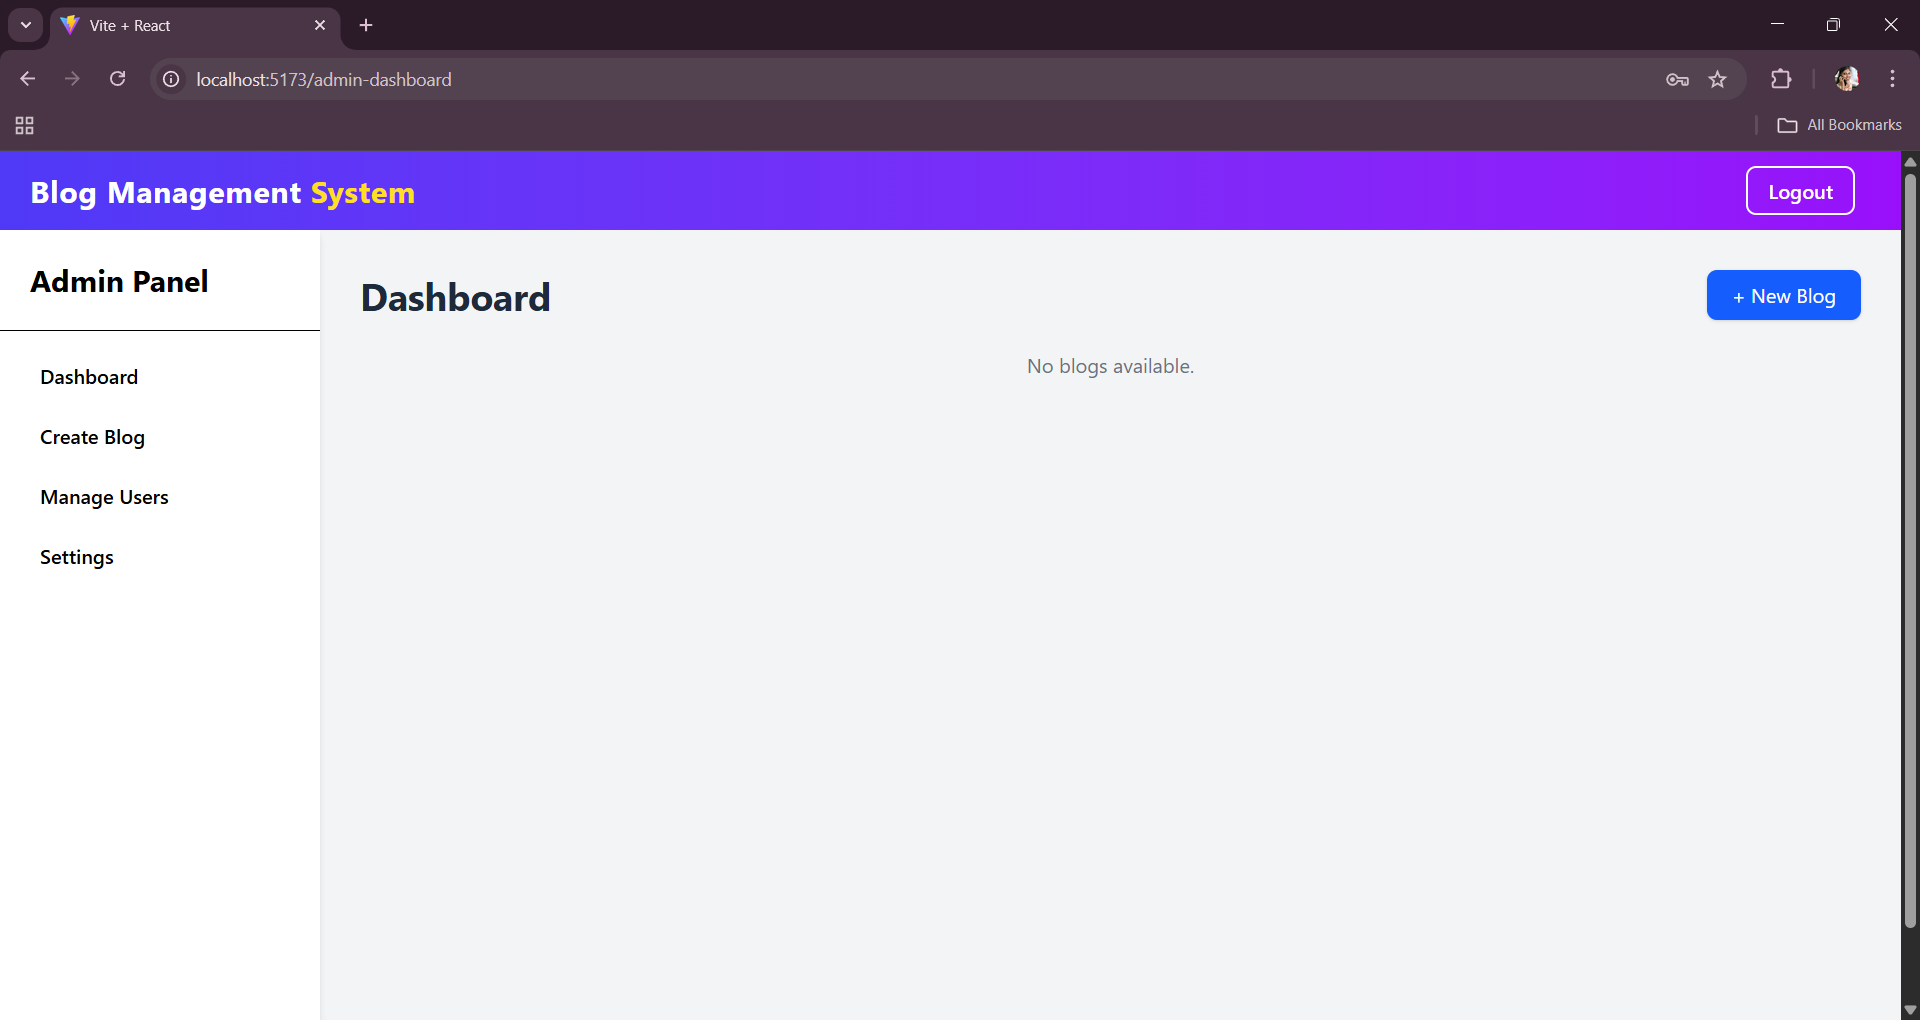 Vite + React
localhost:5173/admin-dashboard
All Bookmarks
Blog Management System
Logout
Admin Panel
Dashboard
Create Blog
Manage Users
Settings
Dashboard
+ New Blog
No blogs available.